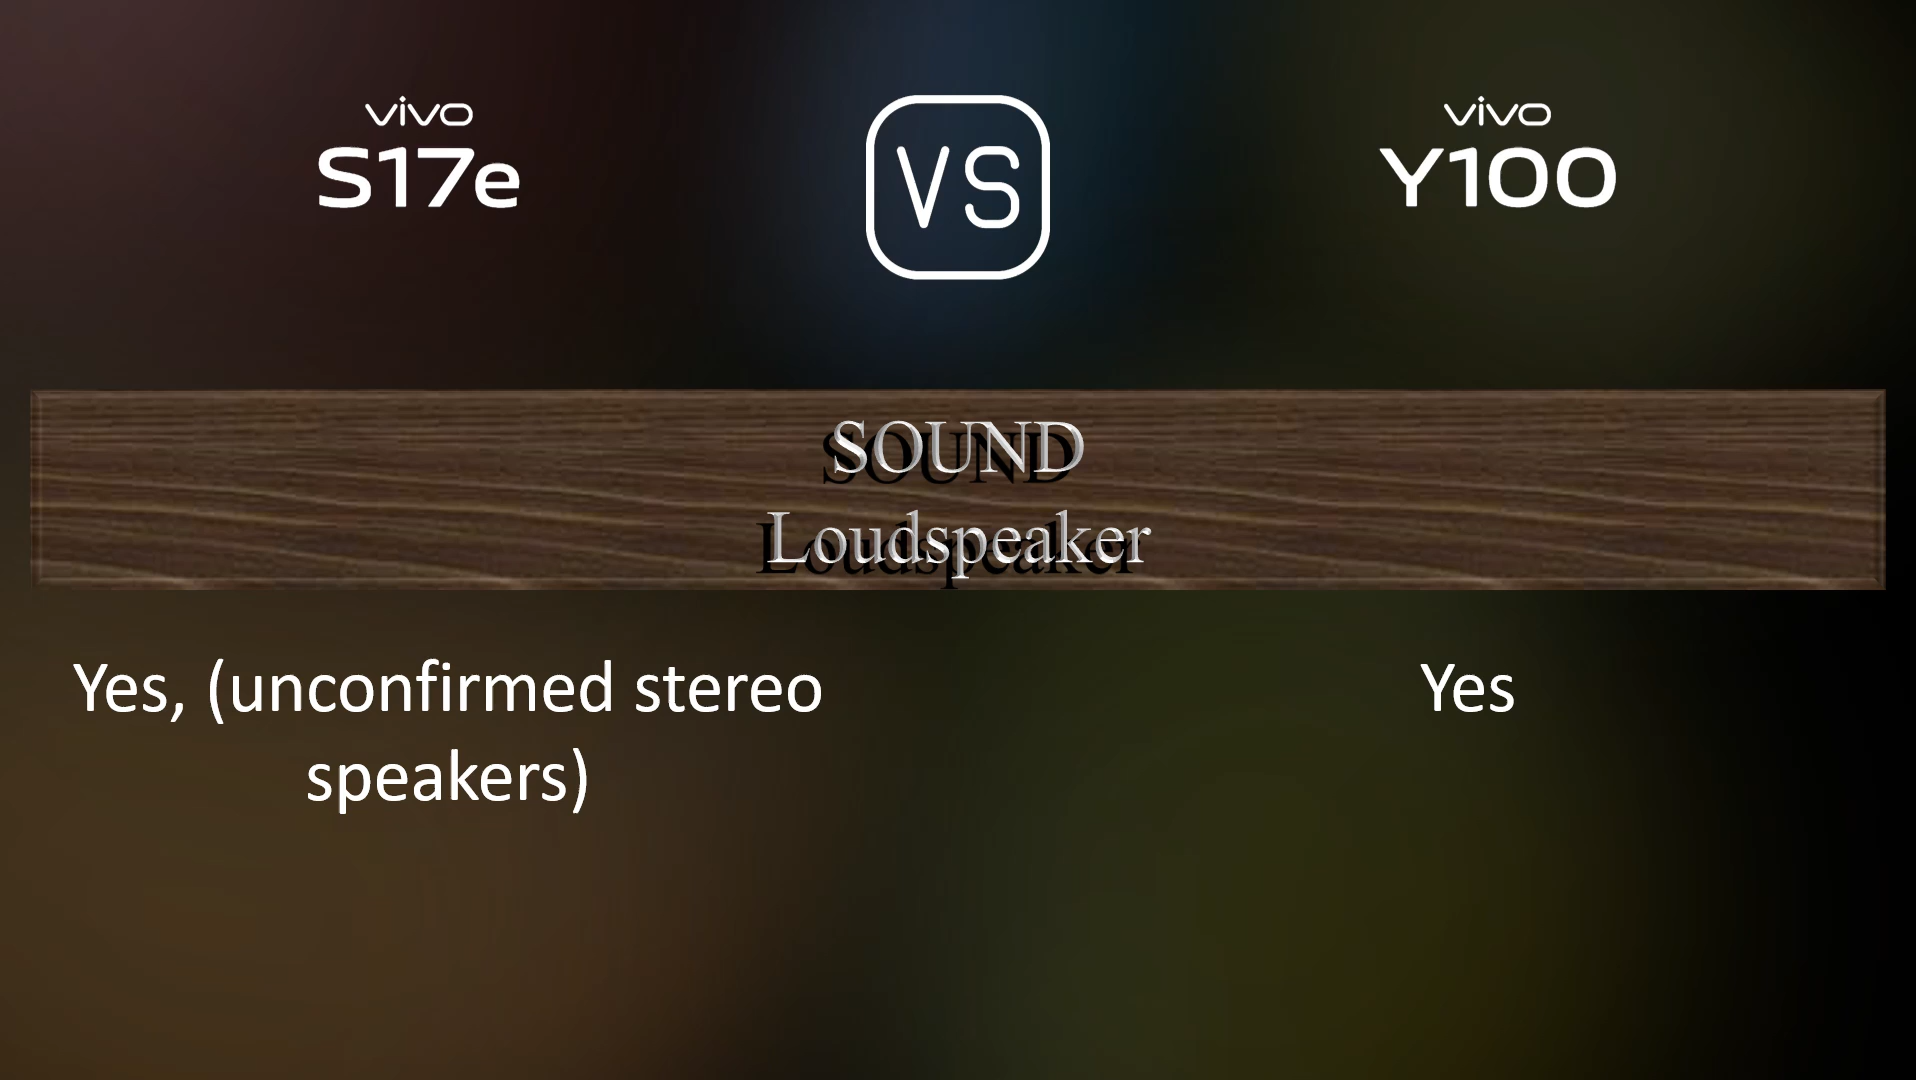 vivo
S17e
VS
vivo
Y100
SOUND
Loudspeaker
Yes, (unconfirmed stereo
speakers)
Yes